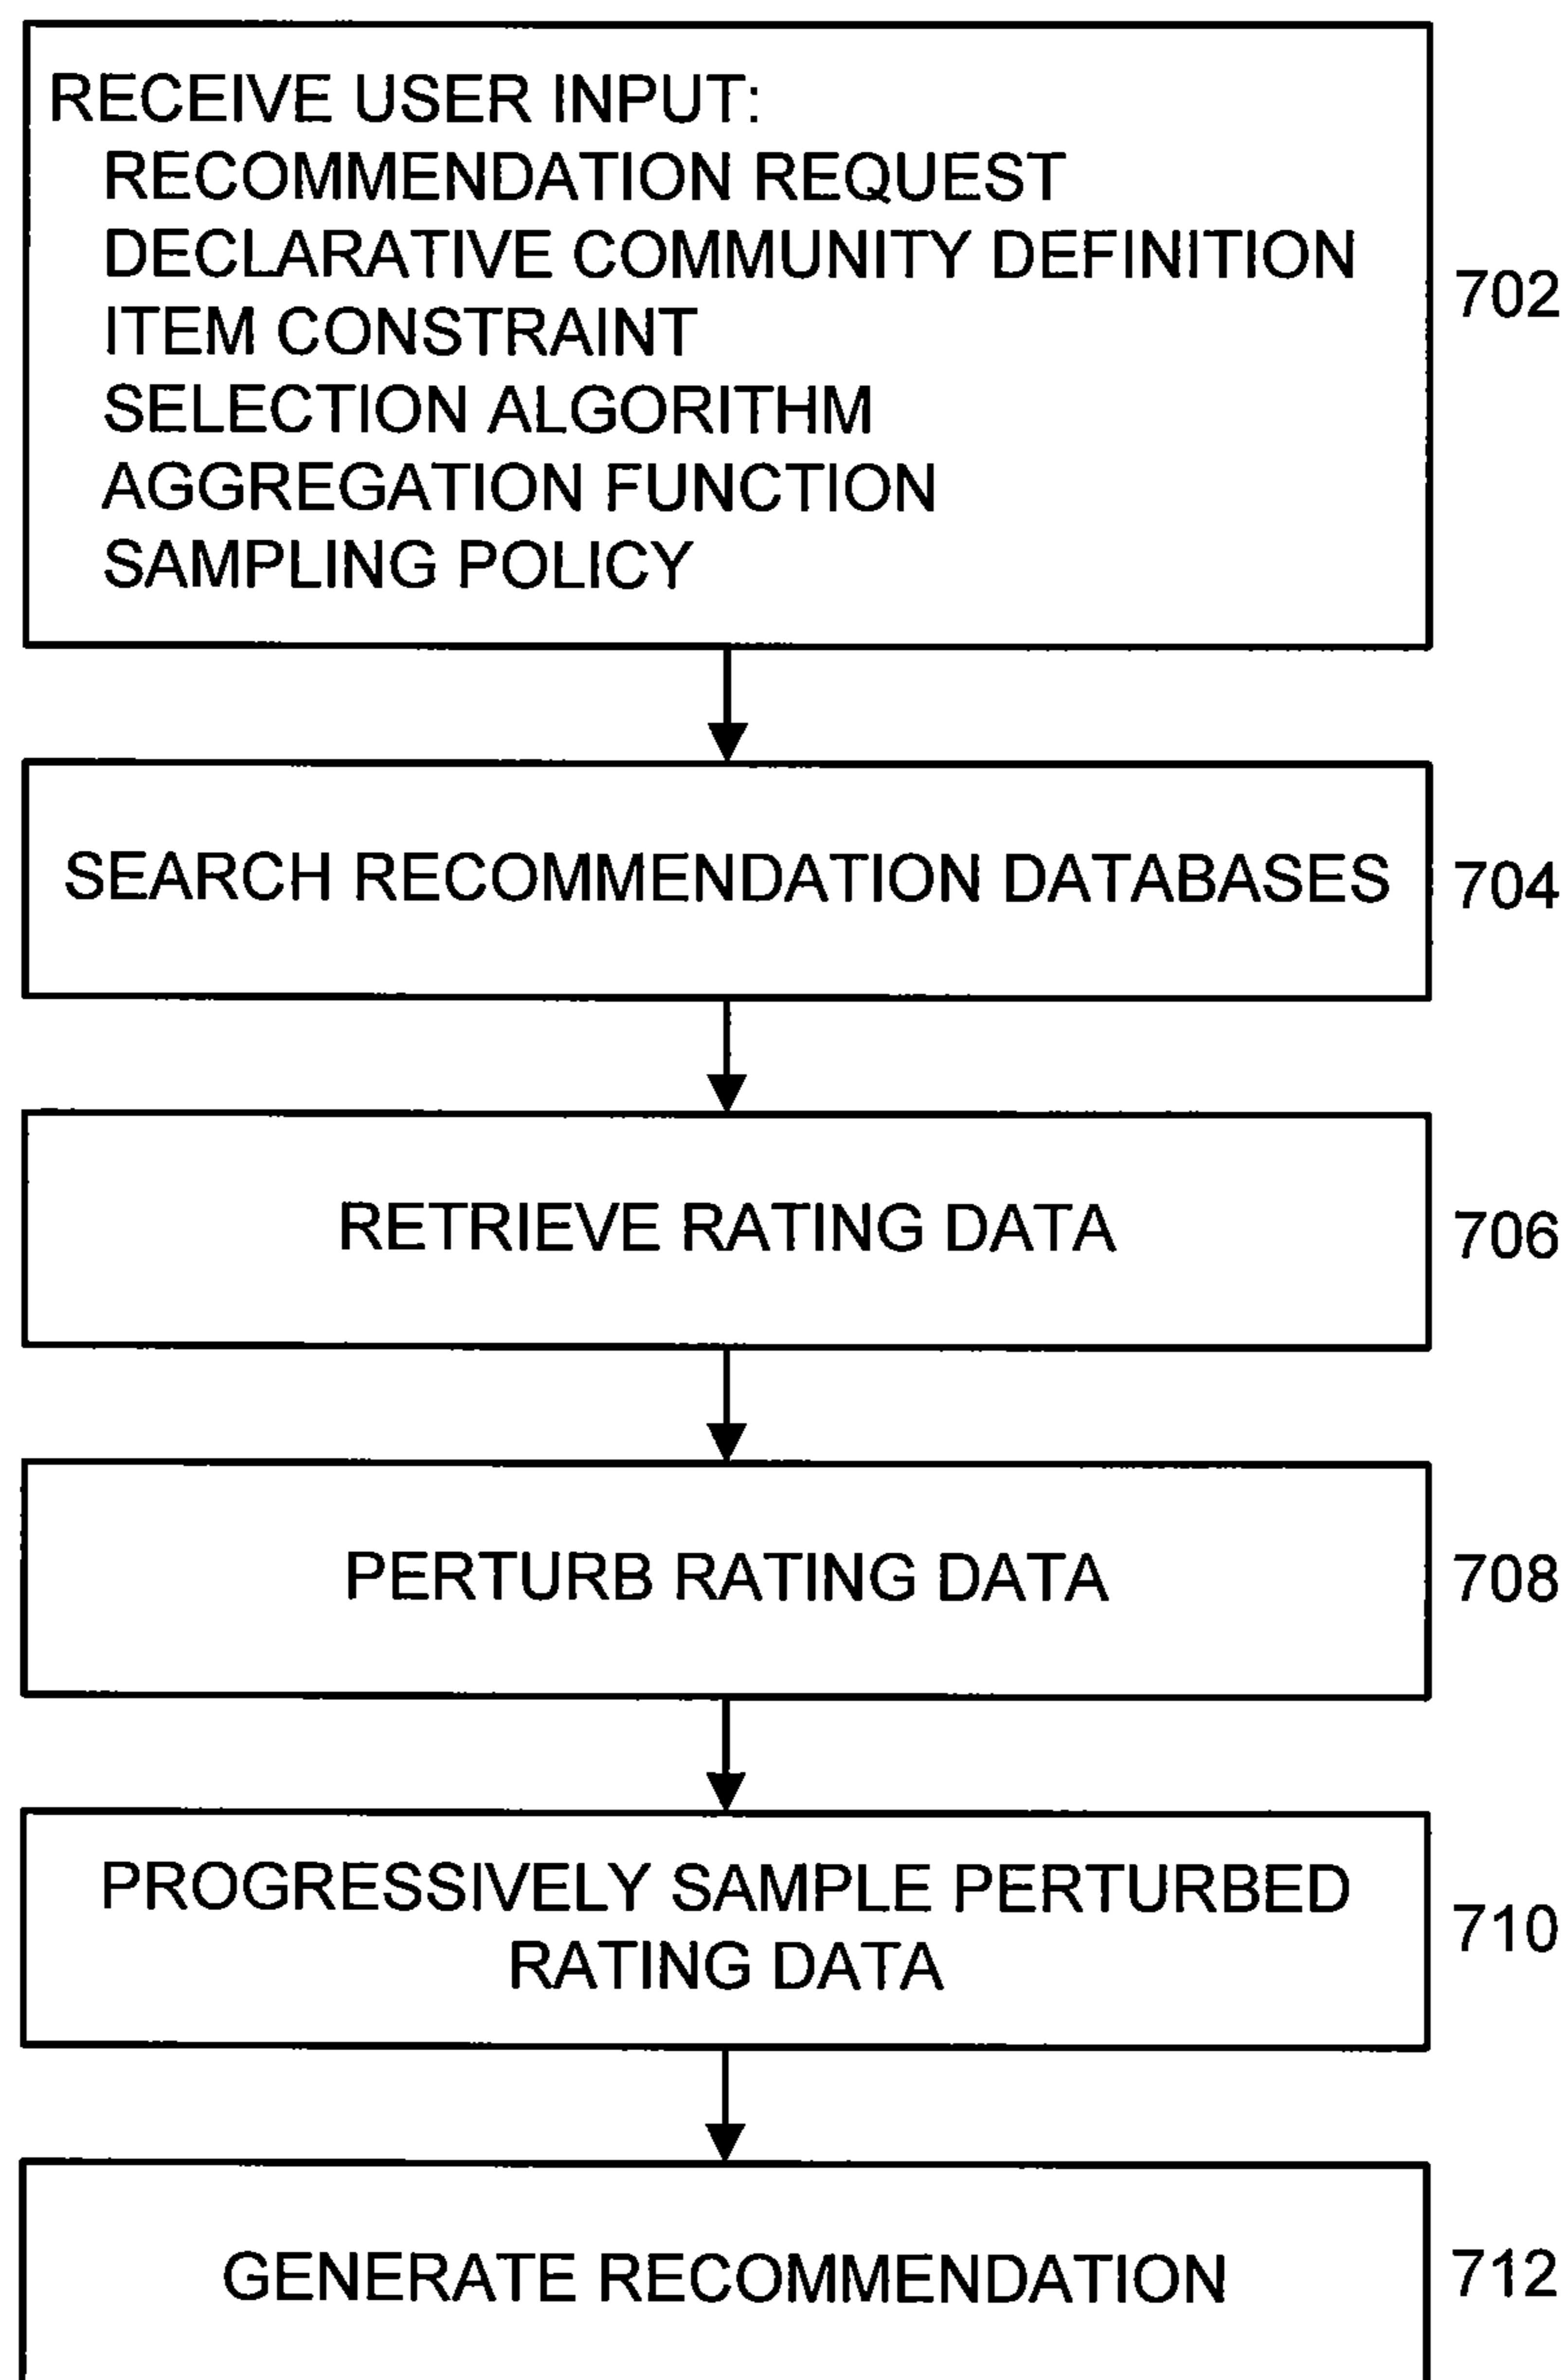 RECEIVE USER INPUT:
RECOMMENDATION REQUEST
DECLARATIVE COMMUNITY DEFINITION
ITEM CONSTRAINT
SELECTION ALGORITHM
AGGREGATION FUNCTION
SAMPLING POLICY
702
SEARCH RECOMMENDATION DATABASES
704
RETRIEVE RATING DATA
706
PERTURB RATING DATA
708
PROGRESSIVELY SAMPLE PERTURBED
RATING DATA
710
GENERATE RECOMMENDATION
712